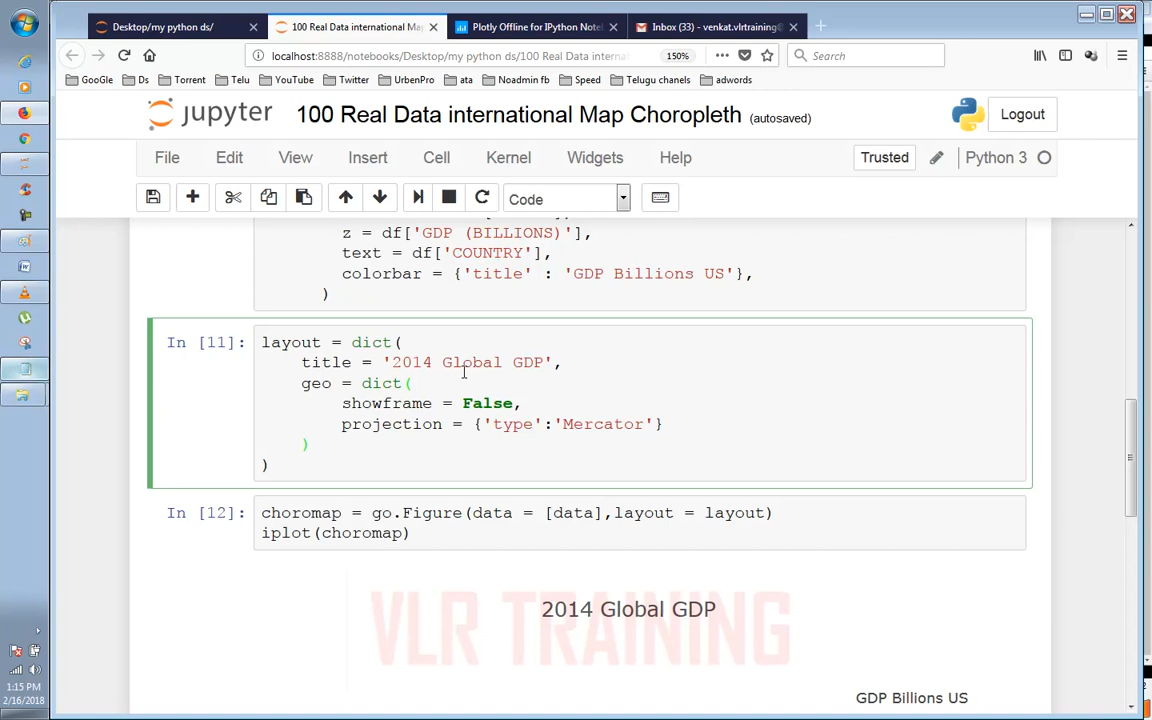 Desktop/my python ds/
100 Real Data international Ma
Plotly Offline for IPython Note
Inbox (33) - venkat.vlrtraining@
localhost:8888/notebooks/Desktop/my python ds/100 Real Data interna
150%
Search
GooGle
Ds
Torrent
Telu
YouTube
Twitter
UrbenPro
ata
Noadmin fb
Speed
Telugu chanels
adwords
jupyter
100 Real Data international Map Choropleth (autosaved)
Logout
File
Edit
View
Insert
Cell
Kernel
Widgets
Help
Trusted
Python 3
Code
z = df['GDP (BILLIONS)'],
text = df['COUNTRY'],
colorbar = {'title' : 'GDP Billions US'},
)
In [11]:
layout = dict(
title = '2014 Global GDP',
geo = dict(
showframe = False,
projection = {'type':'Mercator'}
)
)
In [12]:
choromap = go.Figure(data = [data],layout = layout)
iplot(choromap)
VLR TRAINING
2014 Global GDP
GDP Billions US
1:15 PM
2/16/2018